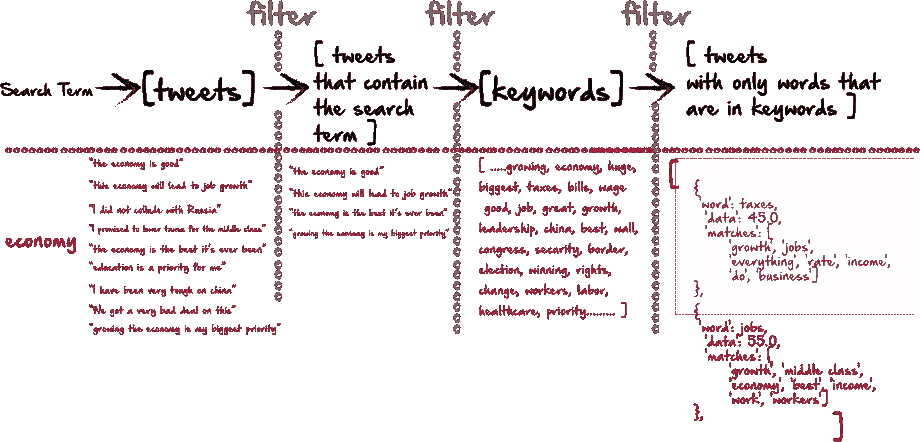 filter
filter
filter
Search Term
[tweets]
[ tweets
that contain
the search
term ]
[keywords]
[ tweets
with only words that
are in keywords ]
economy
"the economy is good"
"this economy will lead to job growth"
"I did not collude with Russia"
"I promised to lower taxes for the middle class"
"the economy is the best it's ever been"
"education is a priority for me"
"I have been very tough on china"
"We got a very bad deal on this"
"growing the economy is my biggest priority"
"the economy is good"
"this economy will lead to job growth"
"the economy is the best it's ever been"
"growing the economy is my biggest priority"
[ .....growing, economy, huge,
biggest, taxes, bills, wage
good, job, great, growth,
leadership, china, best, wall,
congress, security, border,
election, winning, rights,
change, workers, labor,
healthcare, priority......... ]
[
{
'word': taxes,
'data': 45.0,
'matches': [
'growth', 'jobs',
'everything', 'rate', 'income',
'do', 'business']
},
{
'word': jobs,
'data': 55.0,
'matches': [
'growth', 'middle class',
'economy', 'best', 'income',
'work', 'workers']
},
]